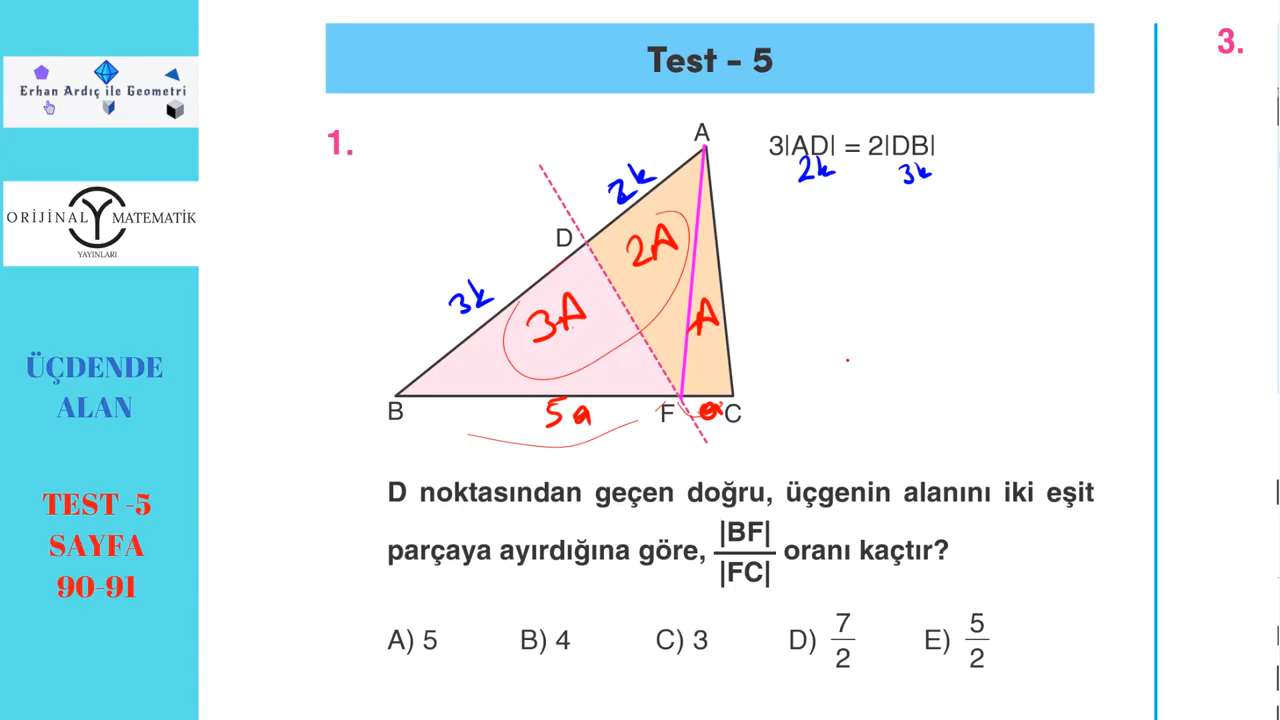 Test - 5
3.
Erhan Ardıç ile Geometri
ORİJİNAL MATEMATİK
YAYINLARI
ÜÇDENDE
ALAN
TEST -5
SAYFA
90-91
1.
A
3|AD| = 2|DB|
2k
3k
2k
D
2A
3k
3A
A
B
5a
F
a
C
D noktasından geçen doğru, üçgenin alanını iki eşit
parçaya ayırdığına göre, |BF| / |FC| oranı kaçtır?
A) 5 B) 4 C) 3 D) 7/2 E) 5/2